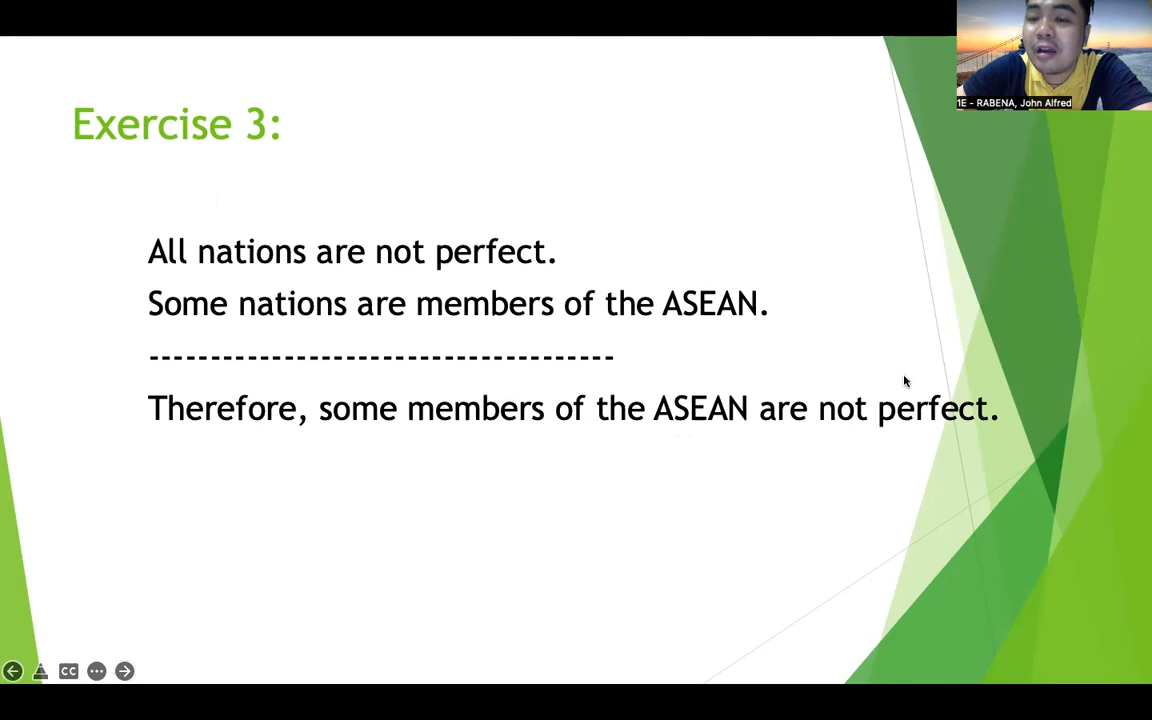 1E - RABENA, John Alfred
Exercise 3:
All nations are not perfect.
Some nations are members of the ASEAN.
-------------------------------------
Therefore, some members of the ASEAN are not perfect.
CC